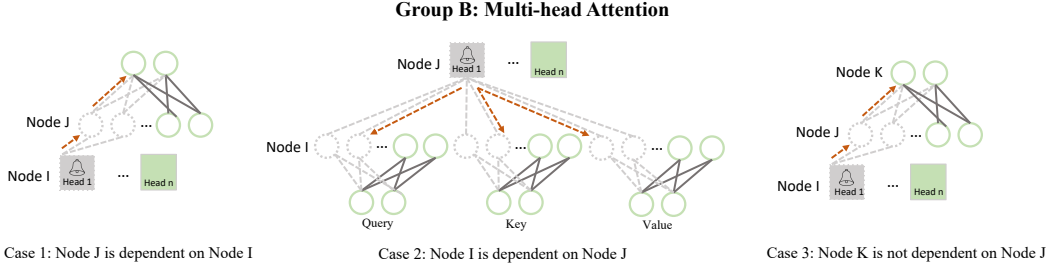 Group B: Multi-head Attention
Node J
Head 1
...
Head n
Node I
Case 1: Node J is dependent on Node I
Node J
Head 1
...
Head n
Node I
...
...
...
Query
Key
Value
Case 2: Node I is dependent on Node J
Node K
Node J
...
Node I
Head 1
...
Head n
Case 3: Node K is not dependent on Node J